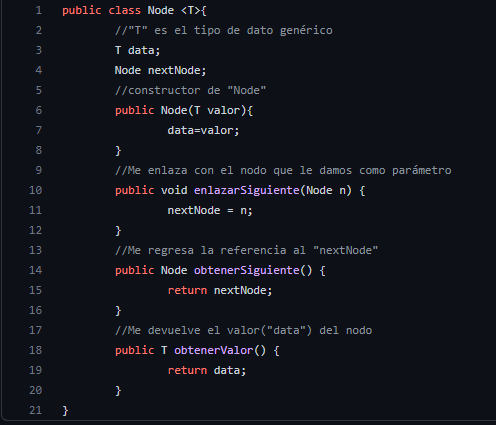 1 public class Node <T>{
2 //"T" es el tipo de dato genérico
3 T data;
4 Node nextNode;
5 //constructor de "Node"
6 public Node(T valor){
7 data=valor;
8 }
9 //Me enlaza con el nodo que le damos como parámetro
10 public void enlazarSiguiente(Node n) {
11 nextNode = n;
12 }
13 //Me regresa la referencia al "nextNode"
14 public Node obtenerSiguiente() {
15 return nextNode;
16 }
17 //Me devuelve el valor("data") del nodo
18 public T obtenerValor() {
19 return data;
20 }
21 }